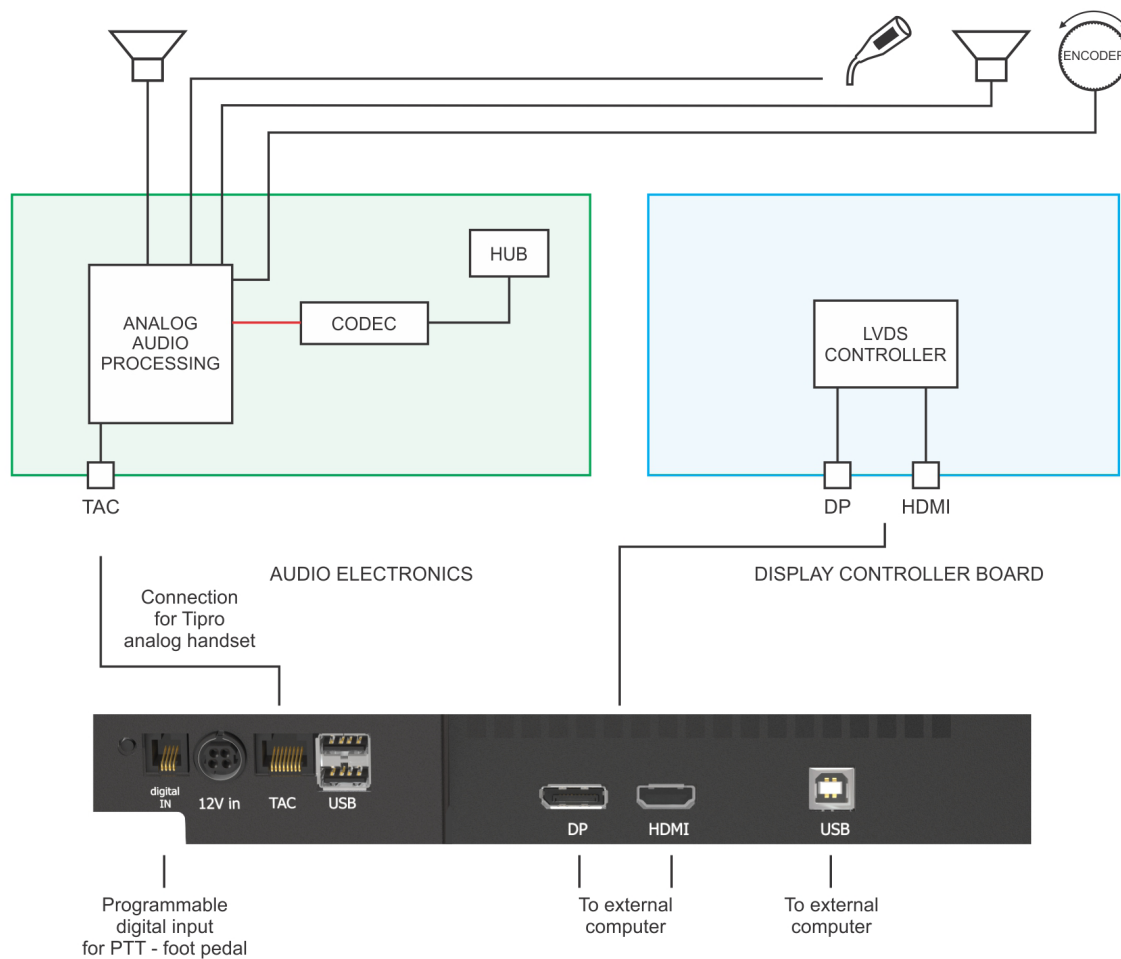 ENCODER
HUB
ANALOG
AUDIO
PROCESSING
CODEC
LVDS
CONTROLLER
TAC
DP
HDMI
AUDIO ELECTRONICS
DISPLAY CONTROLLER BOARD
Connection
for Tipro
analog handset
digital
IN
12V in
TAC
USB
DP
HDMI
USB
Programmable
digital input
for PTT - foot pedal
To external
computer
To external
computer